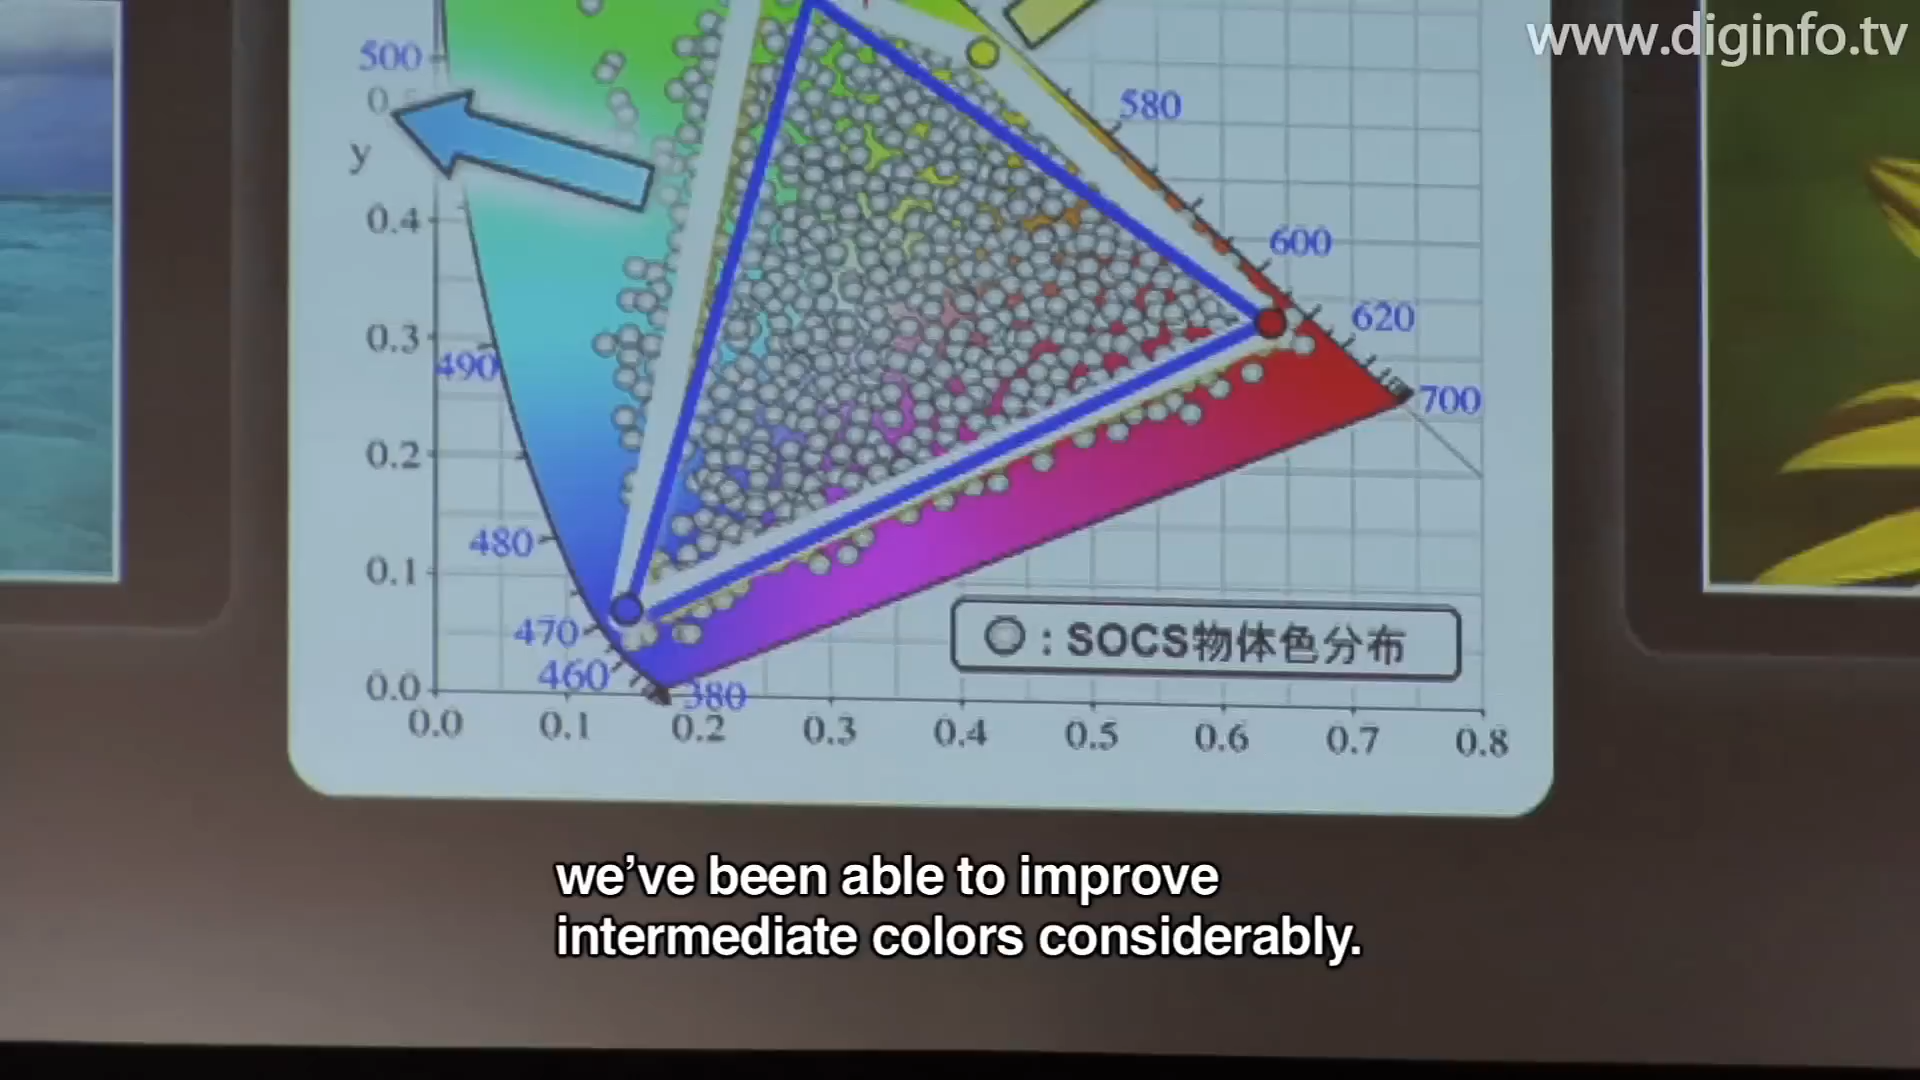 www.diginfo.tv
500
0.5
580
y
0.4
600
0.3
620
490
700
0.2
480
0.1
470
SOCS物体色分布
460
0.0
380
0.0 0.1 0.2 0.3 0.4 0.5 0.6 0.7 0.8
we've been able to improve
intermediate colors considerably.